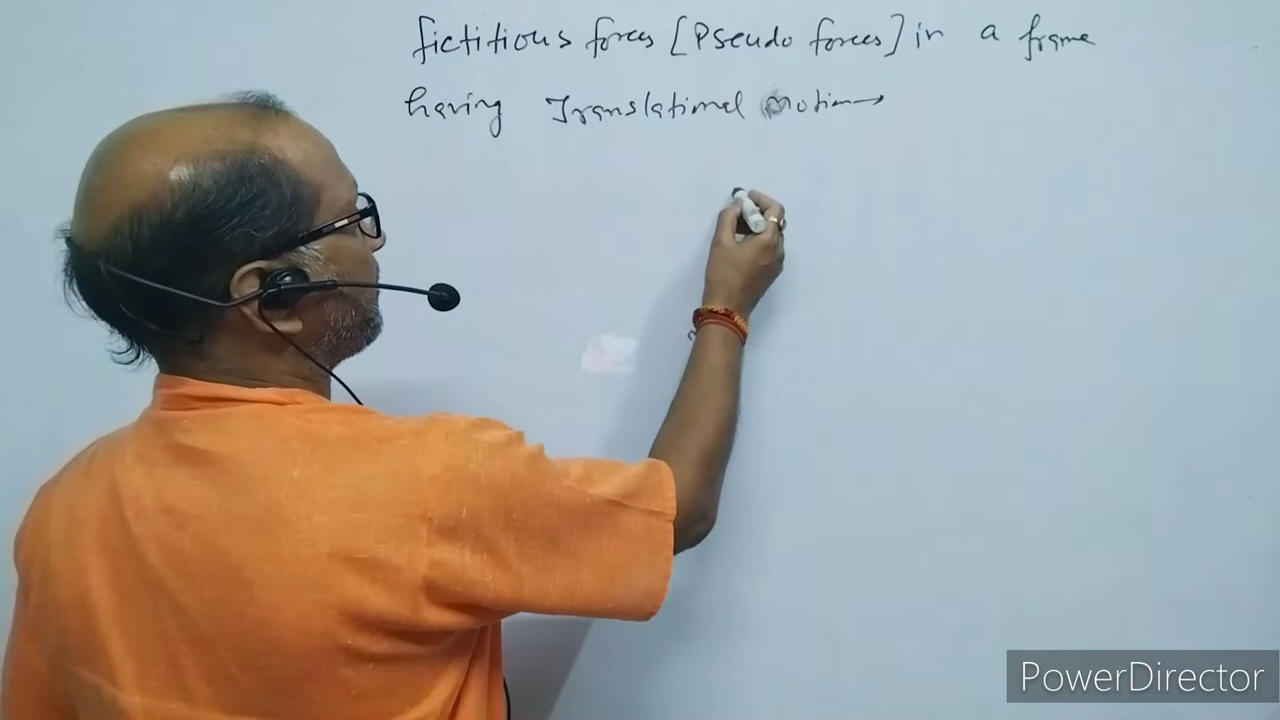 fictitious forces [Pseudo forces] in a frame
having Translational motion→
PowerDirector